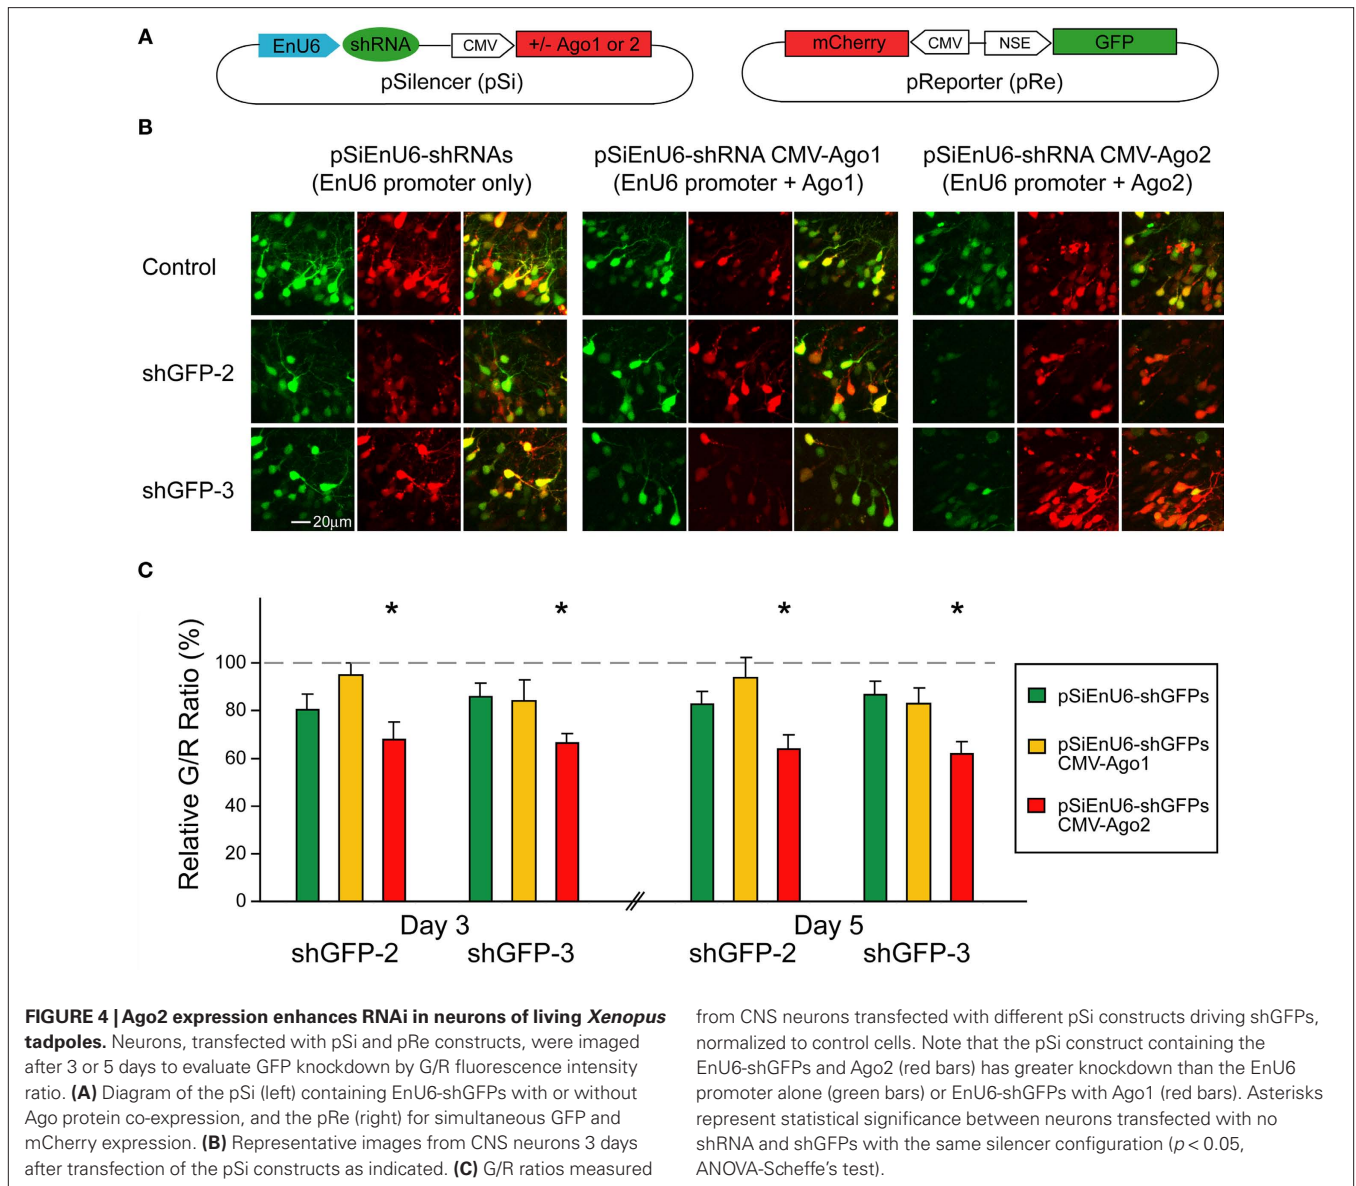 A
EnU6 shRNA CMV +/- Ago1 or 2
pSilencer (pSi)
mCherry CMV NSE GFP
pReporter (pRe)
B
pSiEnU6-shRNAs
(EnU6 promoter only)
pSiEnU6-shRNA CMV-Ago1
(EnU6 promoter + Ago1)
pSiEnU6-shRNA CMV-Ago2
(EnU6 promoter + Ago2)
Control
shGFP-2
shGFP-3
20µm
C
Relative G/R Ratio (%)
100
80
60
40
20
0
* * * *
Day 3
Day 5
shGFP-2 shGFP-3 shGFP-2 shGFP-3
pSiEnU6-shGFPs
pSiEnU6-shGFPs
CMV-Ago1
pSiEnU6-shGFPs
CMV-Ago2
FIGURE 4 | Ago2 expression enhances RNAi in neurons of living Xenopus
tadpoles. Neurons, transfected with pSi and pRe constructs, were imaged
after 3 or 5 days to evaluate GFP knockdown by G/R fluorescence intensity
ratio. (A) Diagram of the pSi (left) containing EnU6-shGFPs with or without
Ago protein co-expression, and the pRe (right) for simultaneous GFP and
mCherry expression. (B) Representative images from CNS neurons 3 days
after transfection of the pSi constructs as indicated. (C) G/R ratios measured
from CNS neurons transfected with different pSi constructs driving shGFPs,
normalized to control cells. Note that the pSi construct containing the
EnU6-shGFPs and Ago2 (red bars) has greater knockdown than the EnU6
promoter alone (green bars) or EnU6-shGFPs with Ago1 (red bars). Asterisks
represent statistical significance between neurons transfected with no
shRNA and shGFPs with the same silencer configuration (p < 0.05,
ANOVA-Scheffe's test).